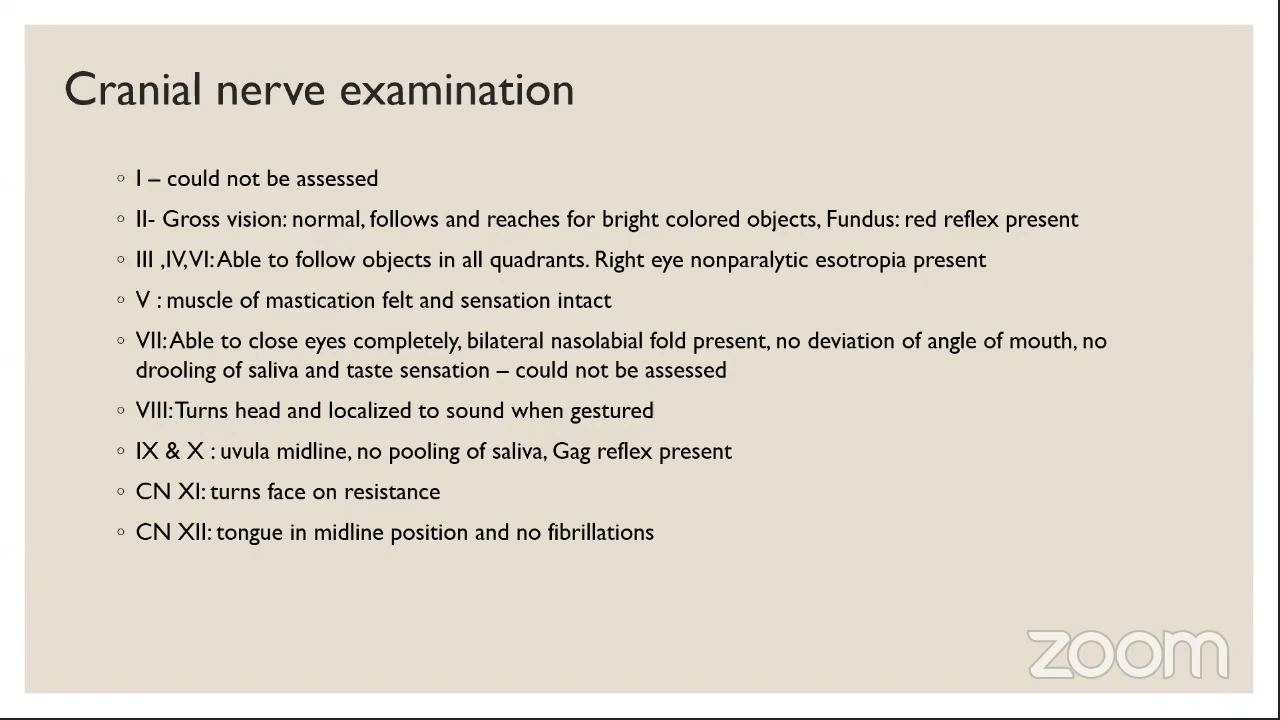 Cranial nerve examination
◦ I – could not be assessed
◦ II- Gross vision: normal, follows and reaches for bright colored objects, Fundus: red reflex present
◦ III ,IV,VI: Able to follow objects in all quadrants. Right eye nonparalytic esotropia present
◦ V : muscle of mastication felt and sensation intact
◦ VII: Able to close eyes completely, bilateral nasolabial fold present, no deviation of angle of mouth, no
drooling of saliva and taste sensation – could not be assessed
◦ VIII: Turns head and localized to sound when gestured
◦ IX & X : uvula midline, no pooling of saliva, Gag reflex present
◦ CN XI: turns face on resistance
◦ CN XII: tongue in midline position and no fibrillations
zoom